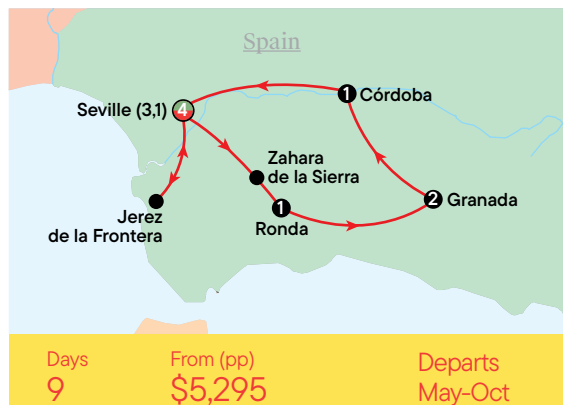 Spain
1
Córdoba
Seville (3,1)
4
Zahara
de la Sierra
Jerez
de la Frontera
1
Ronda
2
Granada
Days
9
From (pp)
$5,295
Departs
May-Oct